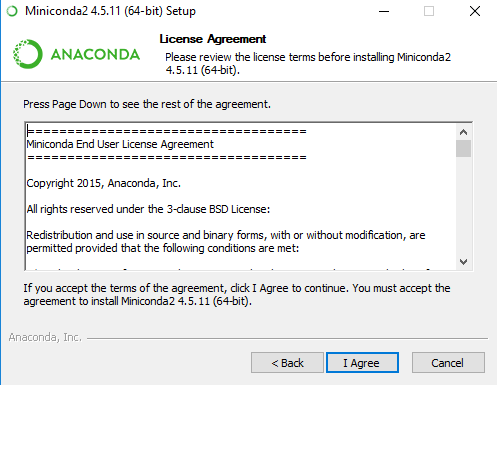 Miniconda2 4.5.11 (64-bit) Setup
ANACONDA
License Agreement
Please review the license terms before installing Miniconda2
4.5.11 (64-bit).
Press Page Down to see the rest of the agreement.
=====================================
Miniconda End User License Agreement
=====================================
Copyright 2015, Anaconda, Inc.
All rights reserved under the 3-clause BSD License:
Redistribution and use in source and binary forms, with or without modification, are
permitted provided that the following conditions are met:
If you accept the terms of the agreement, click I Agree to continue. You must accept the
agreement to install Miniconda2 4.5.11 (64-bit).
Anaconda, Inc.
< Back
I Agree
Cancel